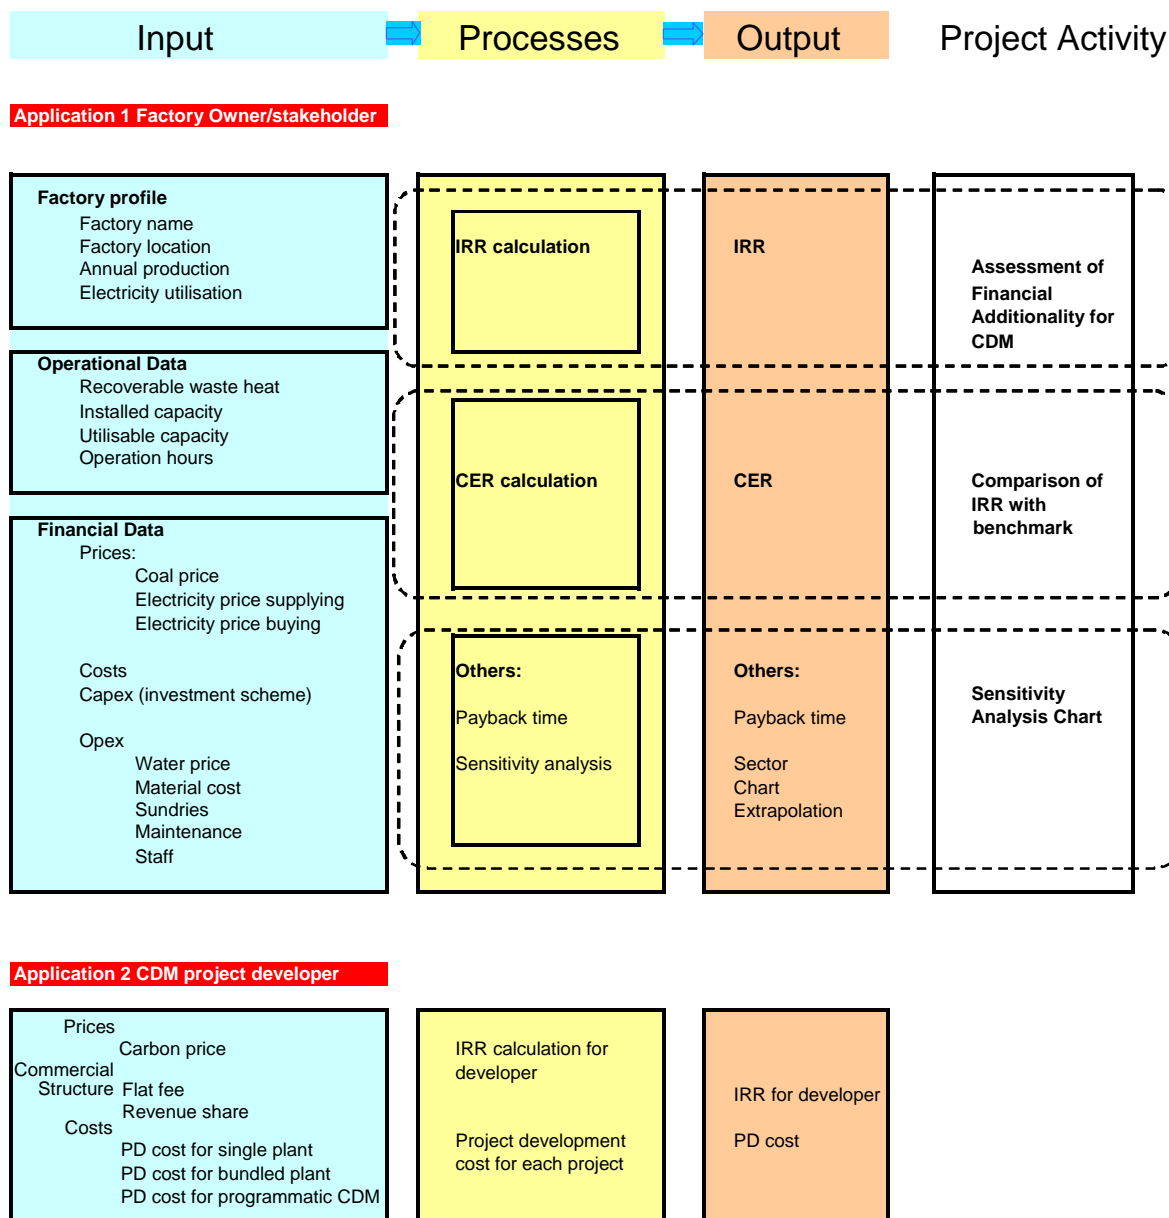 Input
Processes
Output
Project Activity
Application 1 Factory Owner/stakeholder
Factory profile
Factory name
Factory location
Annual production
Electricity utilisation
Operational Data
Recoverable waste heat
Installed capacity
Utilisable capacity
Operation hours
Financial Data
Prices:
Coal price
Electricity price supplying
Electricity price buying
Costs
Capex (investment scheme)
Opex
Water price
Material cost
Sundries
Maintenance
Staff
IRR calculation
CER calculation
Others:
Payback time
Sensitivity analysis
IRR
CER
Others:
Payback time
Sector
Chart
Extrapolation
Assessment of
Financial
Additionality for
CDM
Comparison of
IRR with
benchmark
Sensitivity
Analysis Chart
Application 2 CDM project developer
Prices
Carbon price
Commercial
Structure Flat fee
Revenue share
Costs
PD cost for single plant
PD cost for bundled plant
PD cost for programmatic CDM
IRR calculation for
developer
Project development
cost for each project
IRR for developer
PD cost